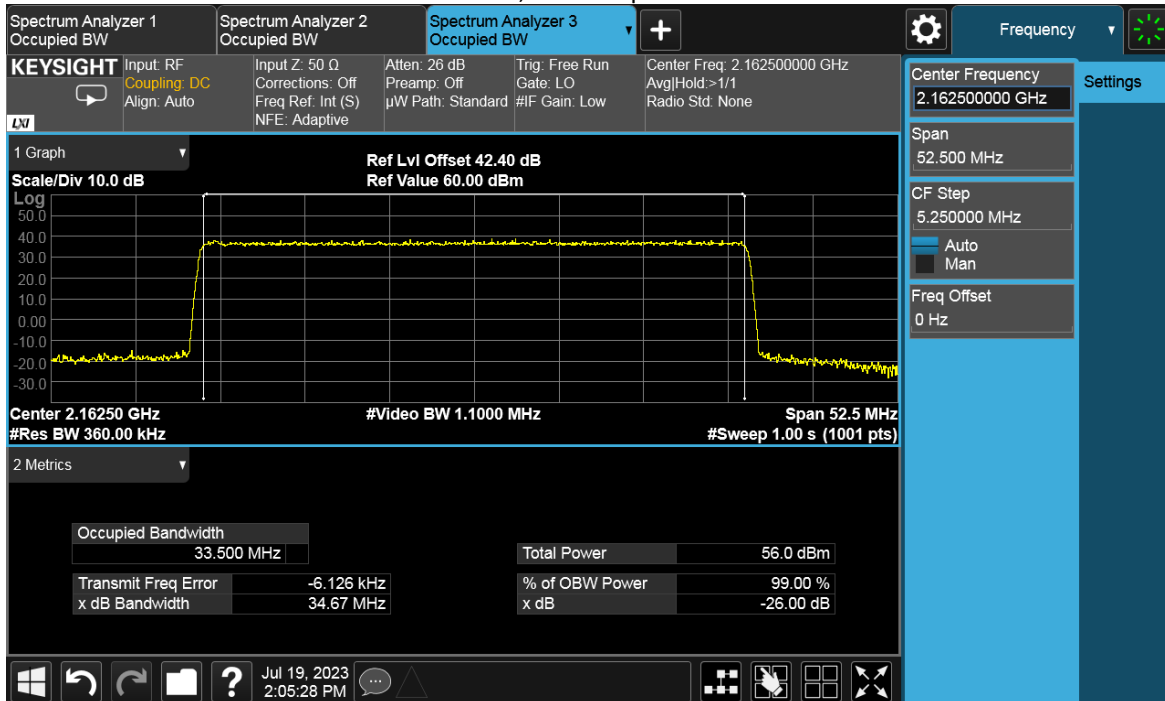 Spectrum Analyzer 1
Occupied BW
Spectrum Analyzer 2
Occupied BW
Spectrum Analyzer 3
Occupied BW
Frequency
KEYSIGHT
LXI
Input: RF
Coupling: DC
Align: Auto
Input Z: 50 Ω
Corrections: Off
Freq Ref: Int (S)
NFE: Adaptive
Atten: 26 dB
Preamp: Off
µW Path: Standard
Trig: Free Run
Gate: LO
#IF Gain: Low
Center Freq: 2.162500000 GHz
Avg|Hold:>1/1
Radio Std: None
Center Frequency
2.162500000 GHz
Settings
Span
52.500 MHz
CF Step
5.250000 MHz
Auto
Man
Freq Offset
0 Hz
1 Graph
Scale/Div 10.0 dB
Ref Lvl Offset 42.40 dB
Ref Value 60.00 dBm
Log
50.0
40.0
30.0
20.0
10.0
0.00
-10.0
-20.0
-30.0
Center 2.16250 GHz
#Video BW 1.1000 MHz
Span 52.5 MHz
#Res BW 360.00 kHz
#Sweep 1.00 s (1001 pts)
2 Metrics
Occupied Bandwidth
33.500 MHz
Total Power 56.0 dBm
Transmit Freq Error -6.126 kHz
% of OBW Power 99.00 %
x dB Bandwidth 34.67 MHz
x dB -26.00 dB
?
Jul 19, 2023
2:05:28 PM